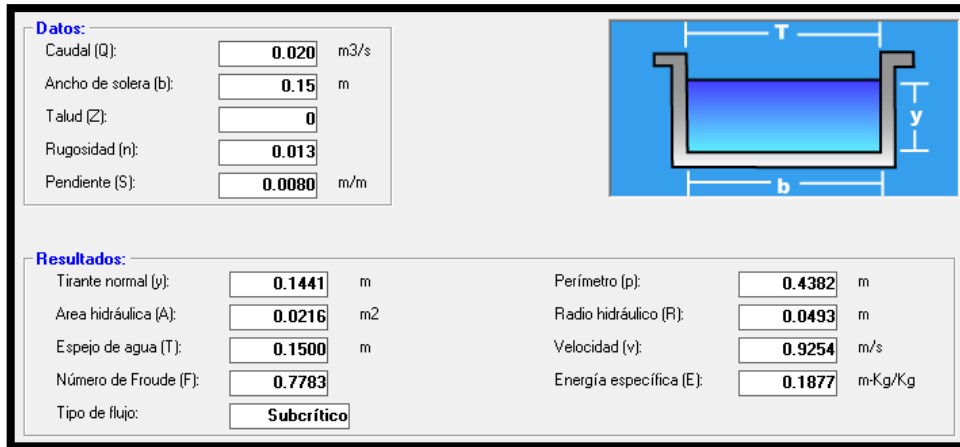 Datos:
Caudal (Q): 0.020 m3/s
Ancho de solera (b): 0.15 m
Talud (Z): 0
Rugosidad (n): 0.013
Pendiente (S): 0.0080 m/m
T
y
b
Resultados:
Tirante normal (y): 0.1441 m Perímetro (p): 0.4382 m
Area hidráulica (A): 0.0216 m2 Radio hidráulico (R): 0.0493 m
Espejo de agua (T): 0.1500 m Velocidad (v): 0.9254 m/s
Número de Froude (F): 0.7783 Energía específica (E): 0.1877 m-Kg/Kg
Tipo de flujo: Subcrítico